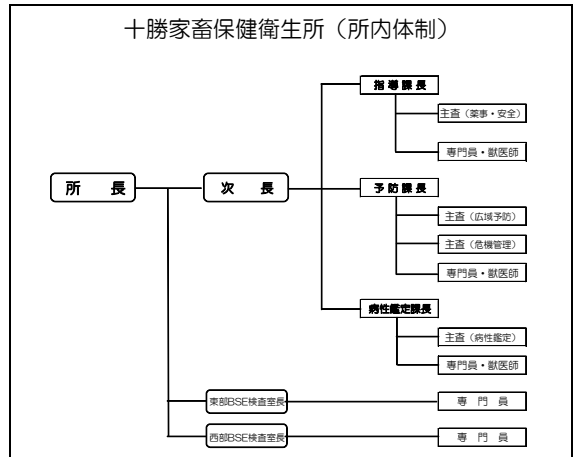 十勝家畜保健衛生所（所内体制）
指導課長
主査（薬事・安全）
専門員・獣医師
所　長
次　長
予防課長
主査（広域予防）
主査（危機管理）
専門員・獣医師
病性鑑定課長
主査（病性鑑定）
専門員・獣医師
東部BSE検査室長
専　門　員
西部BSE検査室長
専　門　員